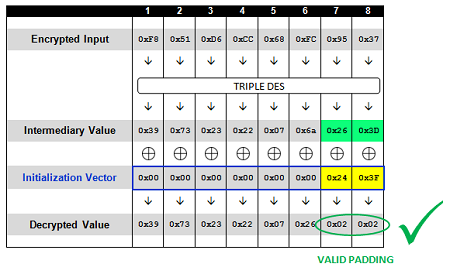 1 2 3 4 5 6 7 8
Encrypted Input 0xF8 0x51 0xD6 0xCC 0x68 0xFC 0x95 0x37
TRIPLE DES
Intermediary Value 0x39 0x73 0x23 0x22 0x07 0x6a 0x26 0x3D
Initialization Vector 0x00 0x00 0x00 0x00 0x00 0x00 0x24 0x3F
Decrypted Value 0x39 0x73 0x23 0x22 0x07 0x26 0x02 0x02
VALID PADDING